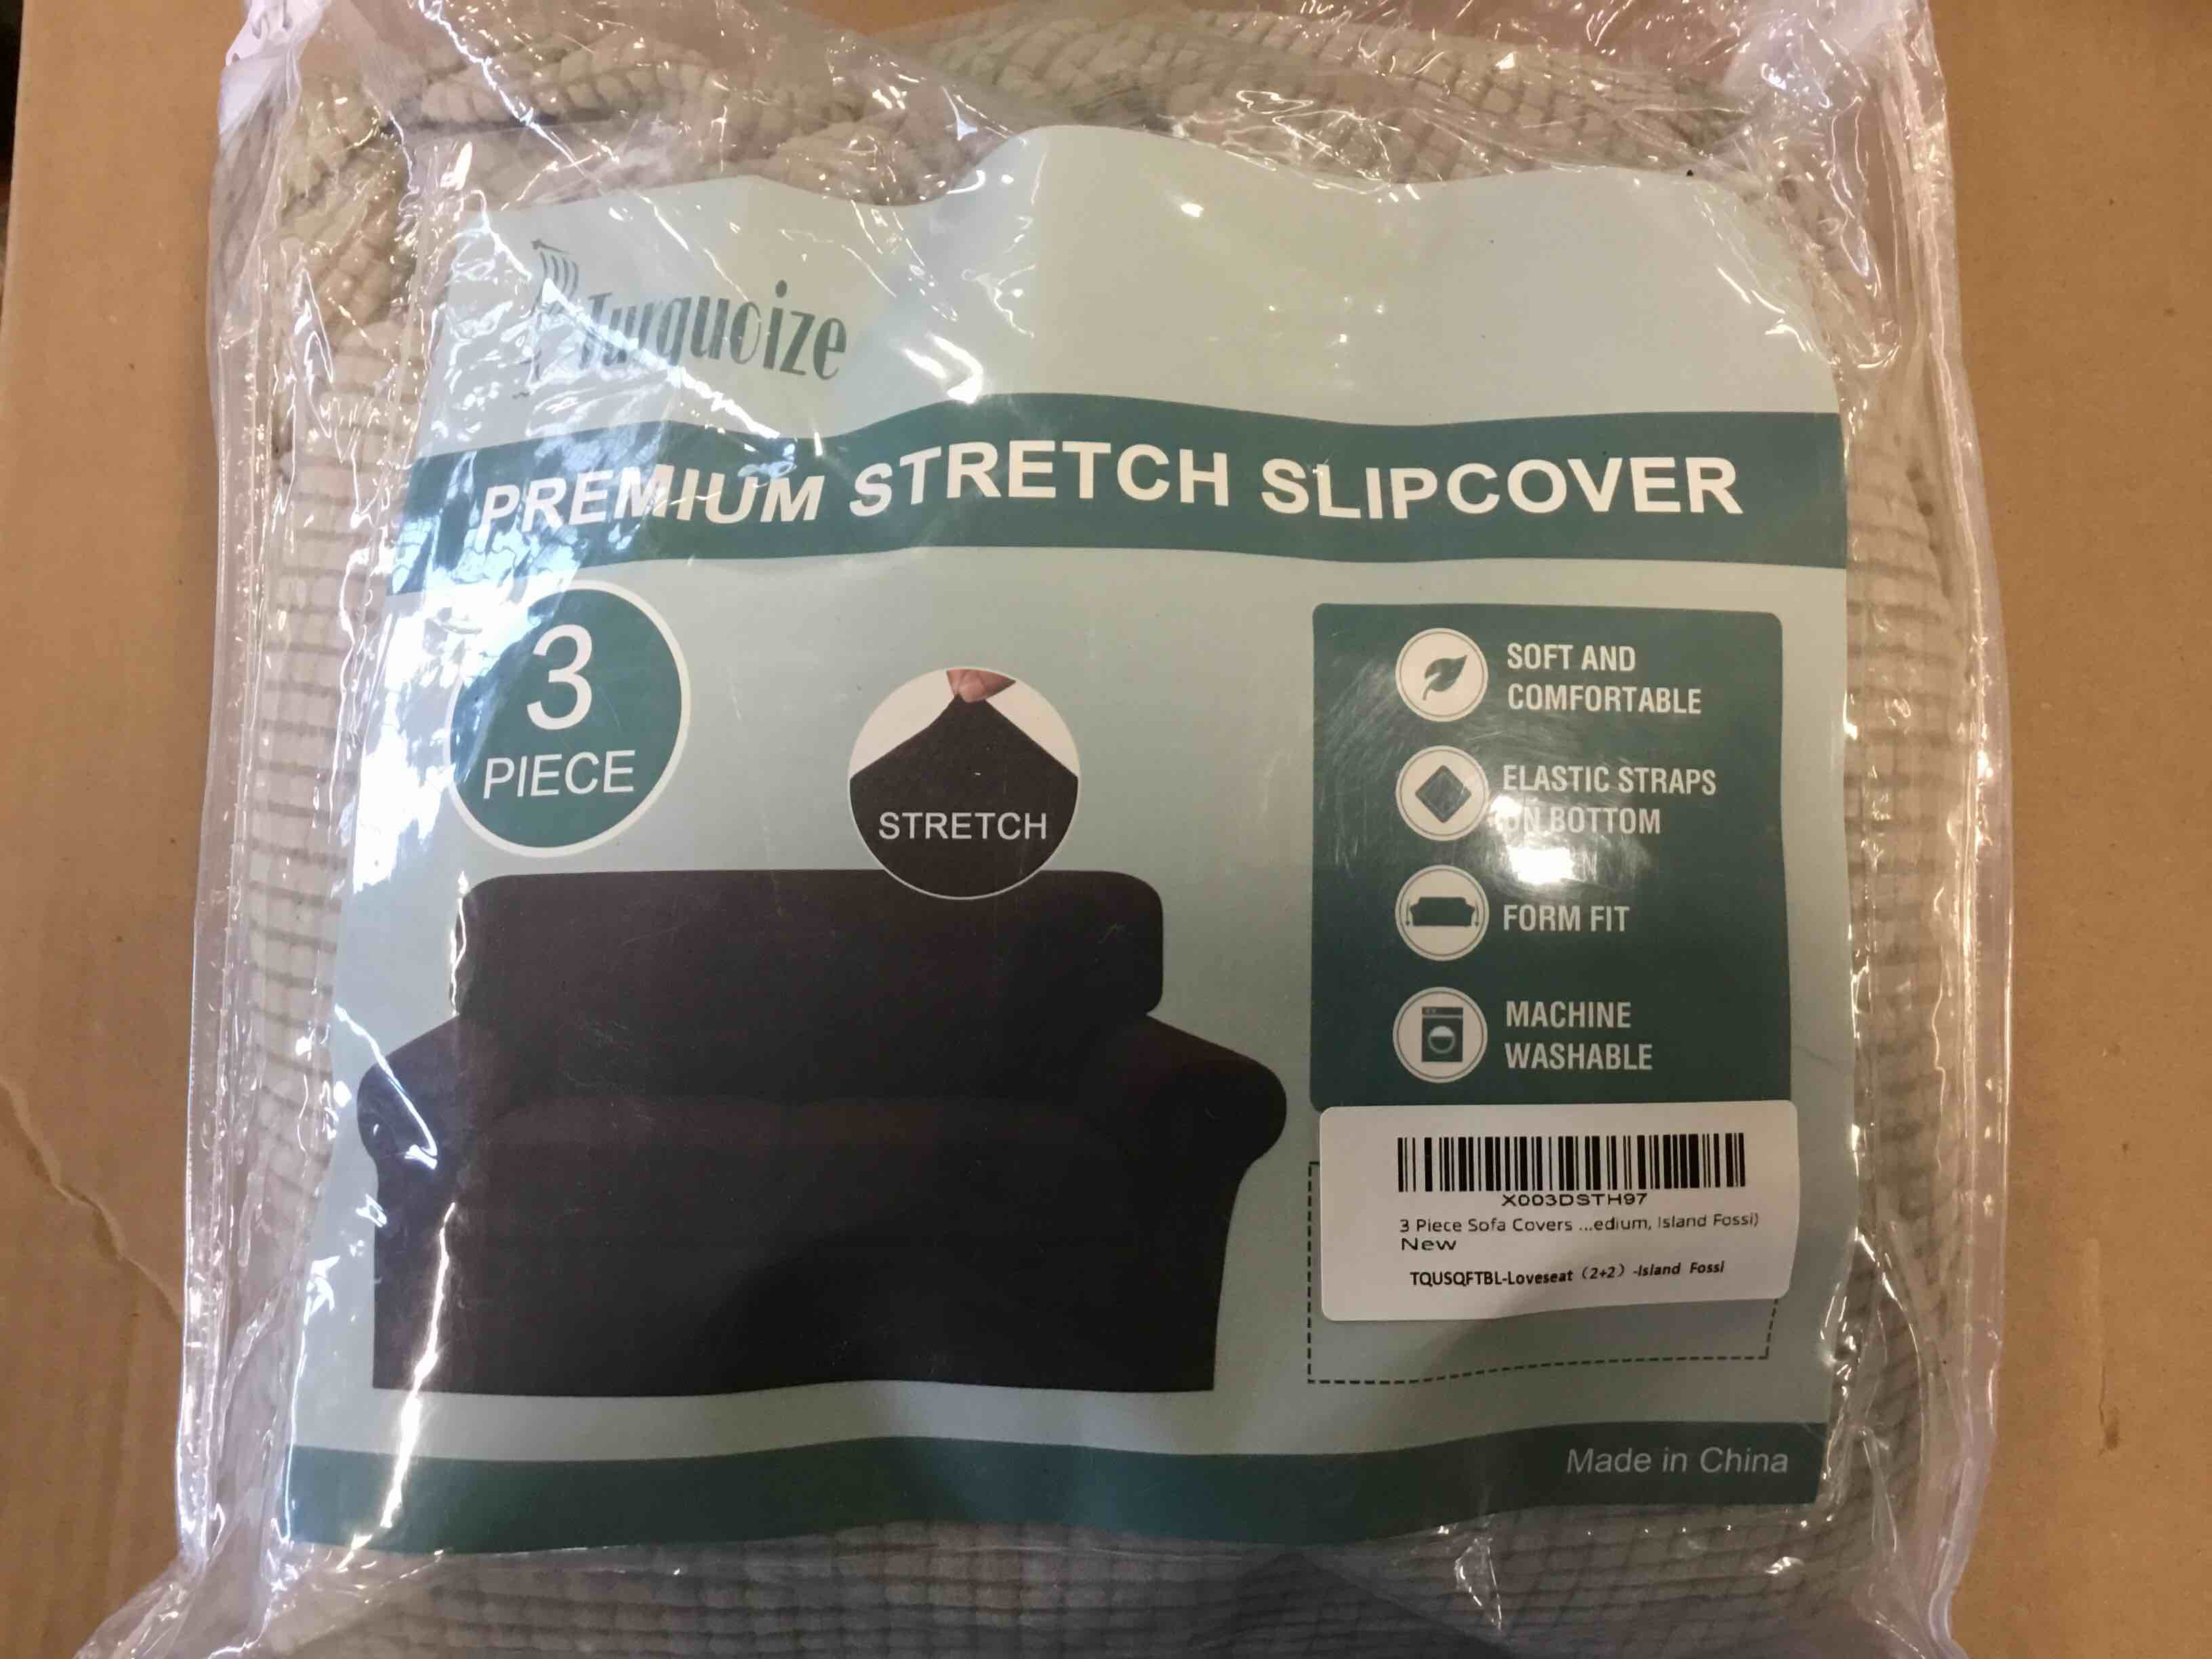 Turquoize
PREMIUM STRETCH SLIPCOVER
3
PIECE
STRETCH
SOFT AND
COMFORTABLE
ELASTIC STRAPS
ON BOTTOM
FORM FIT
MACHINE
WASHABLE
X003DSTH97
3 Piece Sofa Covers ...edium, Island Fossi)
New
TQUSQFTBL-Loveseat（2+2）-Island Fossi
Made in China